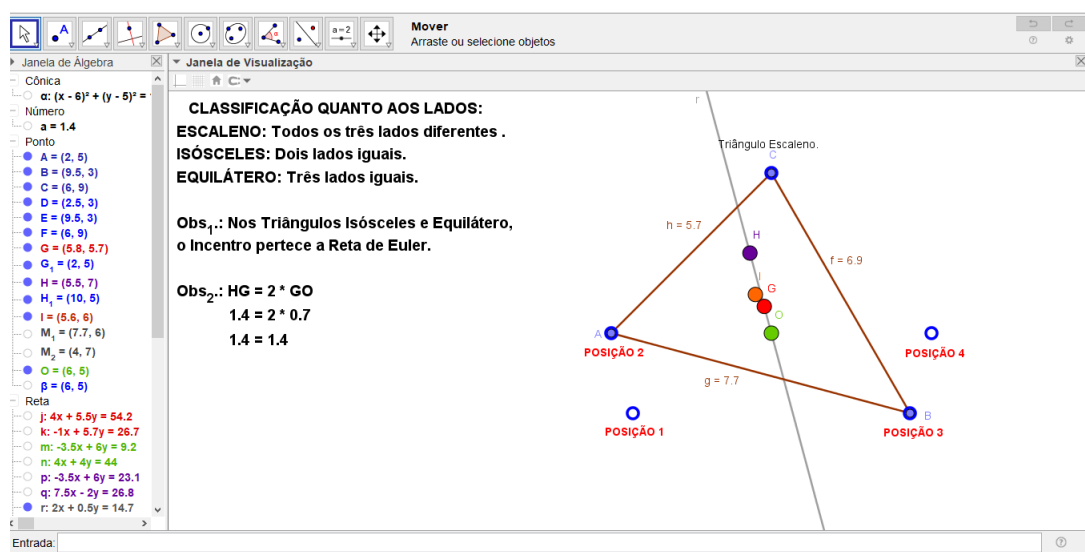 Mover
Arraste ou selecione objetos
A
α
a=2
Janela de Álgebra
Janela de Visualização
Cônica
α: (x - 6)² + (y - 5)² =
Número
a = 1.4
Ponto
A = (2, 5)
B = (9.5, 3)
C = (6, 9)
D = (2.5, 3)
E = (9.5, 3)
F = (6, 9)
G = (5.8, 5.7)
G₁ = (2, 5)
H = (5.5, 7)
H₁ = (10, 5)
I = (5.6, 6)
M₁ = (7.7, 6)
M₂ = (4, 7)
O = (6, 5)
β = (6, 5)
Reta
j: 4x + 5.5y = 54.2
k: -1x + 5.7y = 26.7
m: -3.5x + 6y = 9.2
n: 4x + 4y = 44
p: -3.5x + 6y = 23.1
q: 7.5x - 2y = 26.8
r: 2x + 0.5y = 14.7
CLASSIFICAÇÃO QUANTO AOS LADOS:
ESCALENO: Todos os três lados diferentes .
ISÓSCELES: Dois lados iguais.
EQUILÁTERO: Três lados iguais.
Obs₁.: Nos Triângulos Isósceles e Equilátero,
o Incentro pertece a Reta de Euler.
Obs₂.: HG = 2 * GO
1.4 = 2 * 0.7
1.4 = 1.4
r
Triângulo Escaleno.
C
h = 5.7
H
f = 6.9
I
G
O
A
POSIÇÃO 2
POSIÇÃO 4
g = 7.7
B
POSIÇÃO 1
POSIÇÃO 3
Entrada: